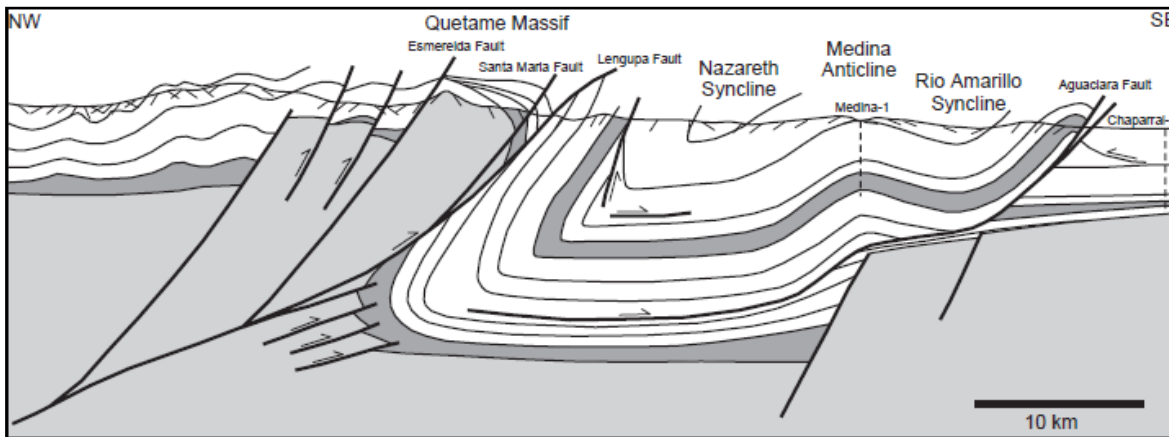 NW
SE
Quetame Massif
Esmerelda Fault
Santa Maria Fault
Lengupa Fault
Nazareth
Syncline
Medina
Anticline
Medina-1
Rio Amarillo
Syncline
Aguaclara Fault
Chaparral-
10 km